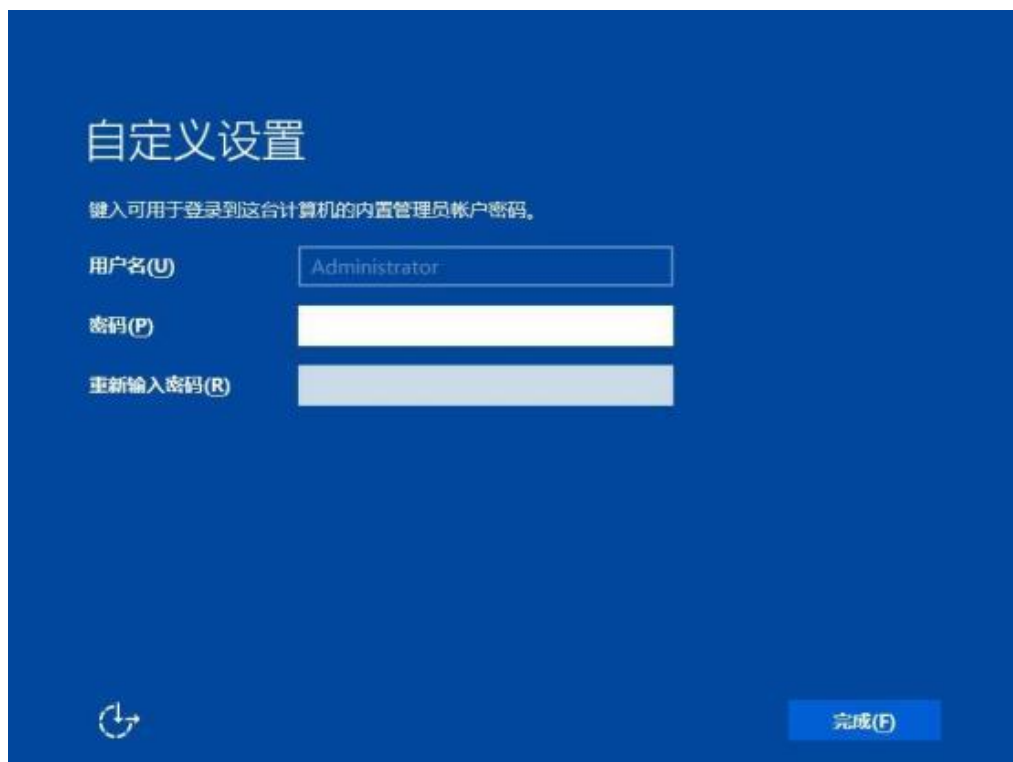 自定义设置
键入可用于登录到这台计算机的内置管理员帐户密码。
用户名(U)
Administrator
密码(P)
重新输入密码(R)
完成(F)